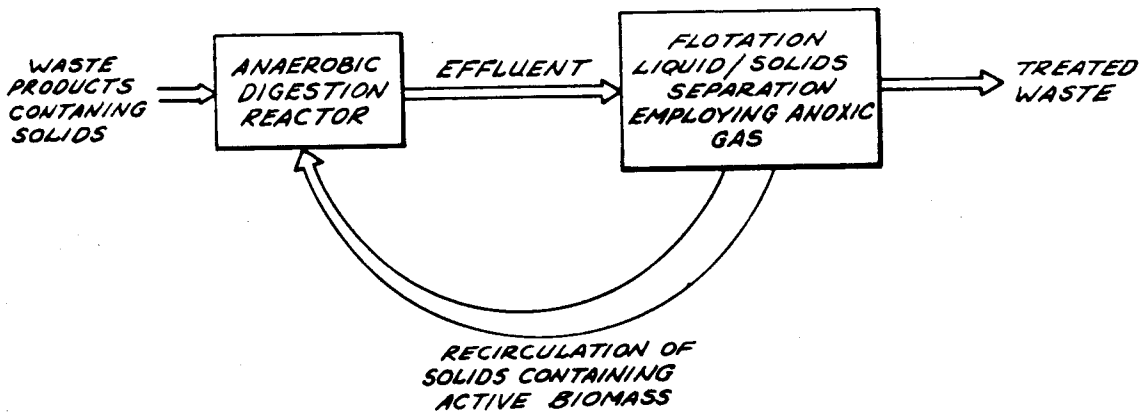 WASTE
PRODUCTS
CONTANING
SOLIDS
ANAEROBIC
DIGESTION
REACTOR
EFFLUENT
FLOTATION
LIQUID/SOLIDS
SEPARATION
EMPLOYING ANOXIC
GAS
TREATED
WASTE
RECIRCULATION OF
SOLIDS CONTAINING
ACTIVE BIOMASS